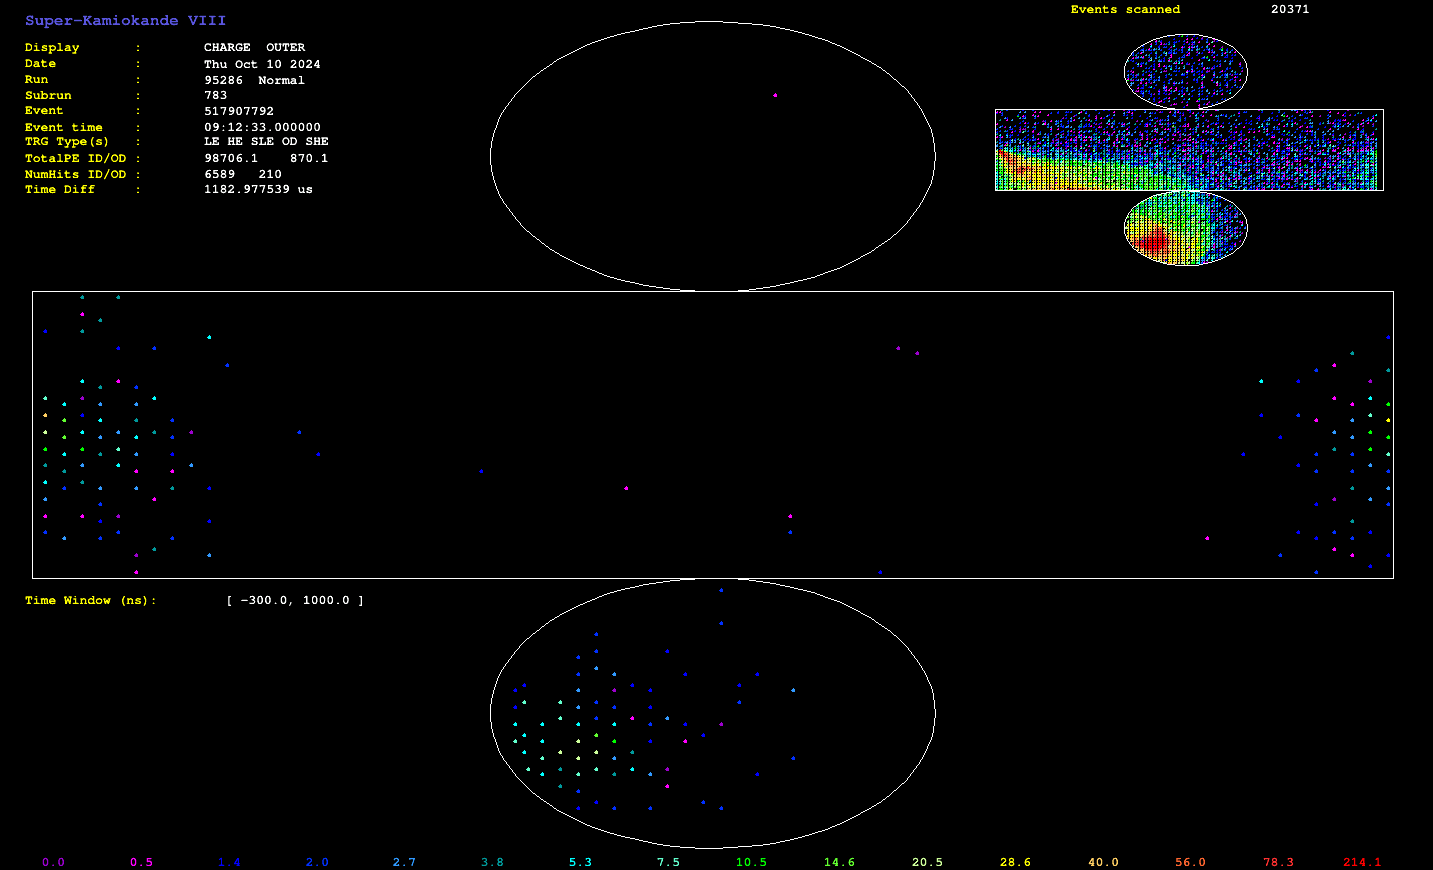 Super-Kamiokande VIII
Events scanned 20371
Display : CHARGE OUTER
Date : Thu Oct 10 2024
Run : 95286 Normal
Subrun : 783
Event : 517907792
Event time : 09:12:33.000000
TRG Type(s) : LE HE SLE OD SHE
TotalPE ID/OD : 98706.1 870.1
NumHits ID/OD : 6589 210
Time Diff : 1182.977539 us
Time Window (ns): [ -300.0, 1000.0 ]
0.0 0.5 1.4 2.0 2.7 3.8 5.3 7.5 10.5 14.6 20.5 28.6 40.0 56.0 78.3 214.1